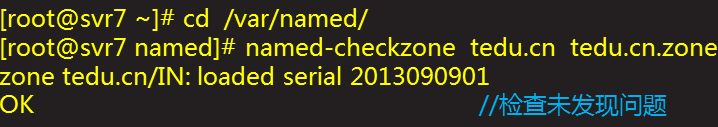 [root@svr7 ~]# cd  /var/named/
[root@svr7 named]# named-checkzone  tedu.cn  tedu.cn.zone
zone tedu.cn/IN: loaded serial 2013090901
OK //检查未发现问题